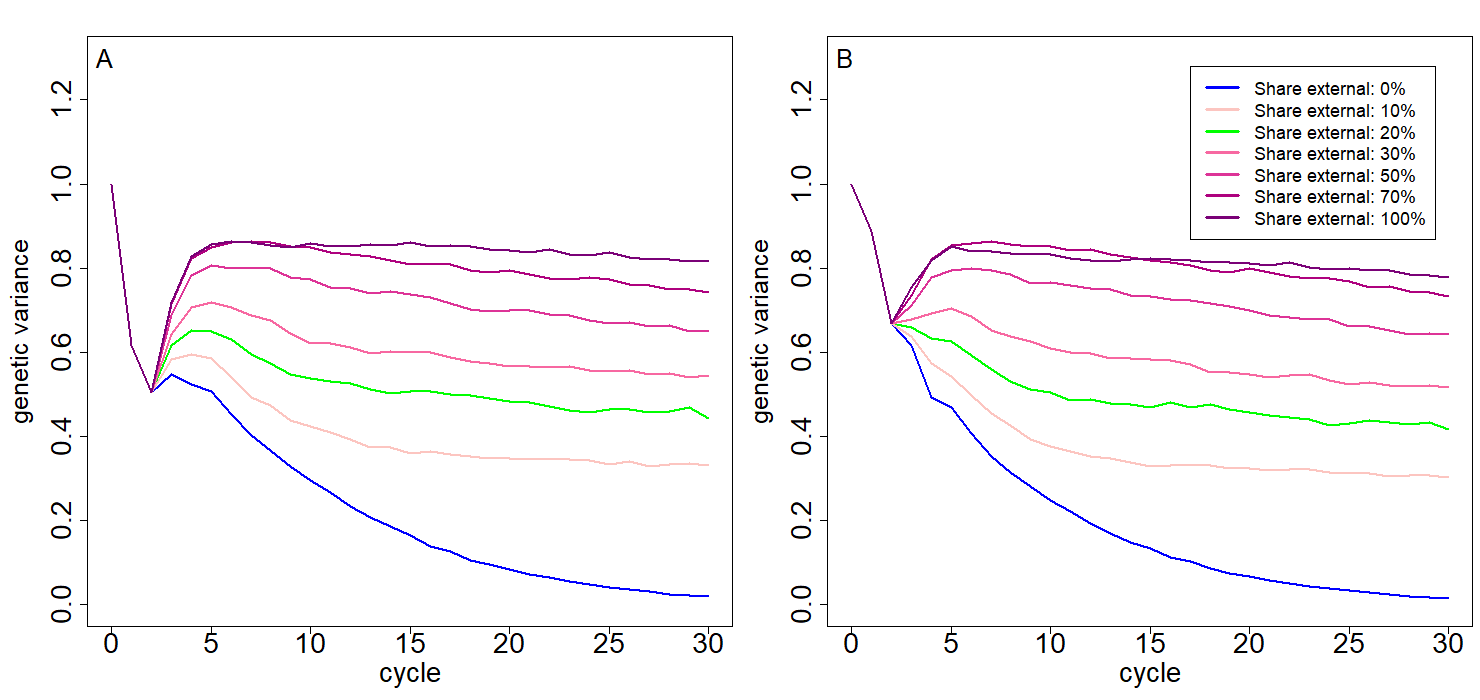 A
genetic variance
1.2
1.0
0.8
0.6
0.4
0.2
0.0
0 5 10 15 20 25 30
cycle
B
genetic variance
1.2
1.0
0.8
0.6
0.4
0.2
0.0
0 5 10 15 20 25 30
cycle
Share external: 0%
Share external: 10%
Share external: 20%
Share external: 30%
Share external: 50%
Share external: 70%
Share external: 100%